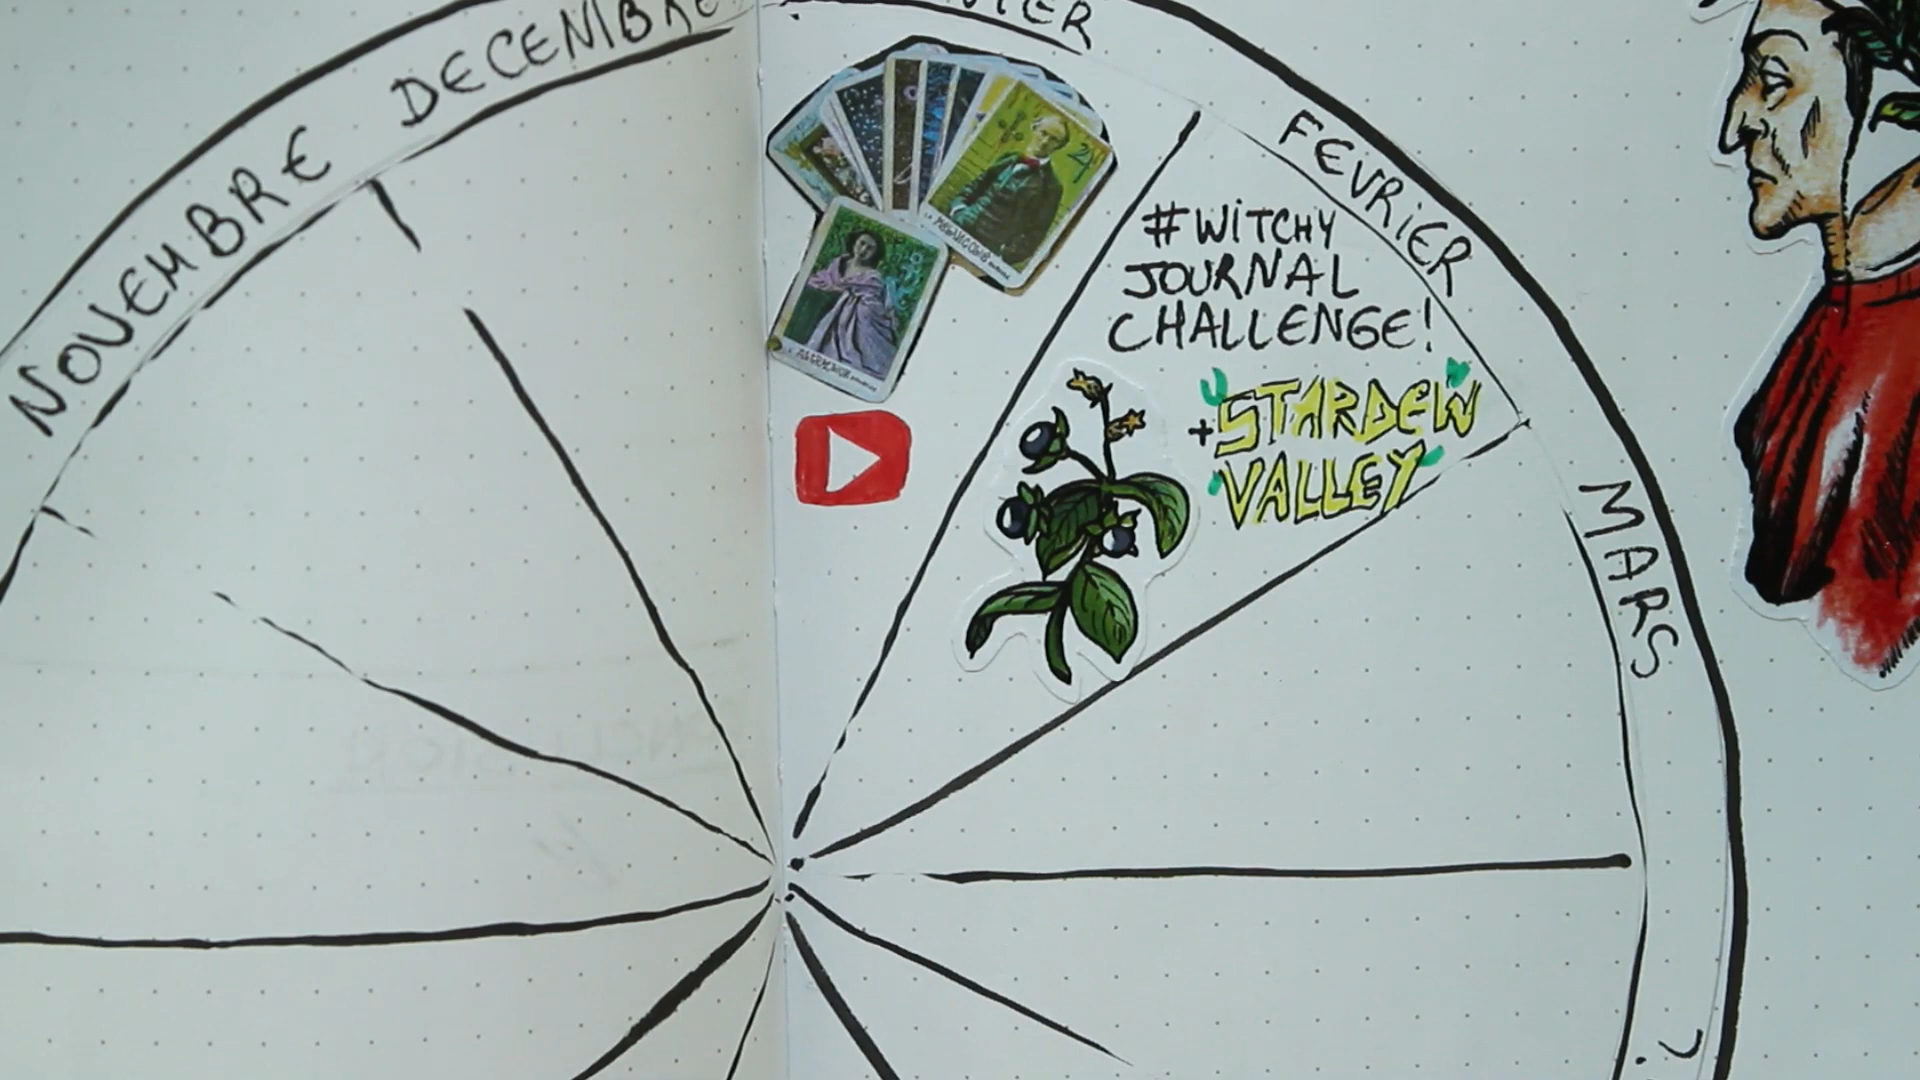 NOVEMBRE
DECEMBRE
FEVRIER
MARS
#WITCHY
JOURNAL
CHALLENGE!
+STARDEW
VALLEY